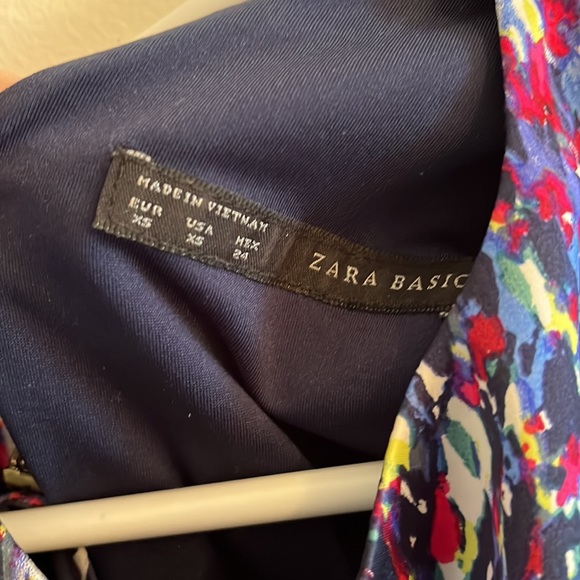 MADE IN VIETNAM
EUR USA MEX
XS XS 24
ZARA BASIC